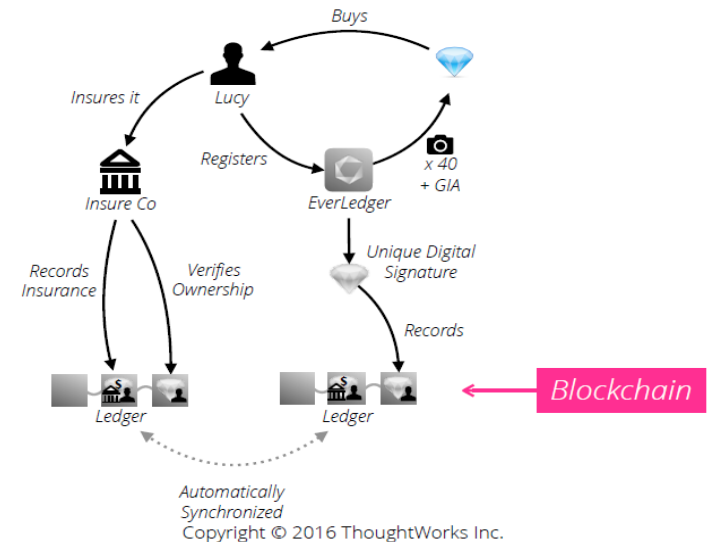 Buys
Lucy
Insures it
Registers
x 40
+ GIA
Insure Co
EverLedger
Unique Digital
Signature
Records
Insurance
Verifies
Ownership
Records
$
$
Ledger
Ledger
Blockchain
Automatically
Synchronized
Copyright © 2016 ThoughtWorks Inc.